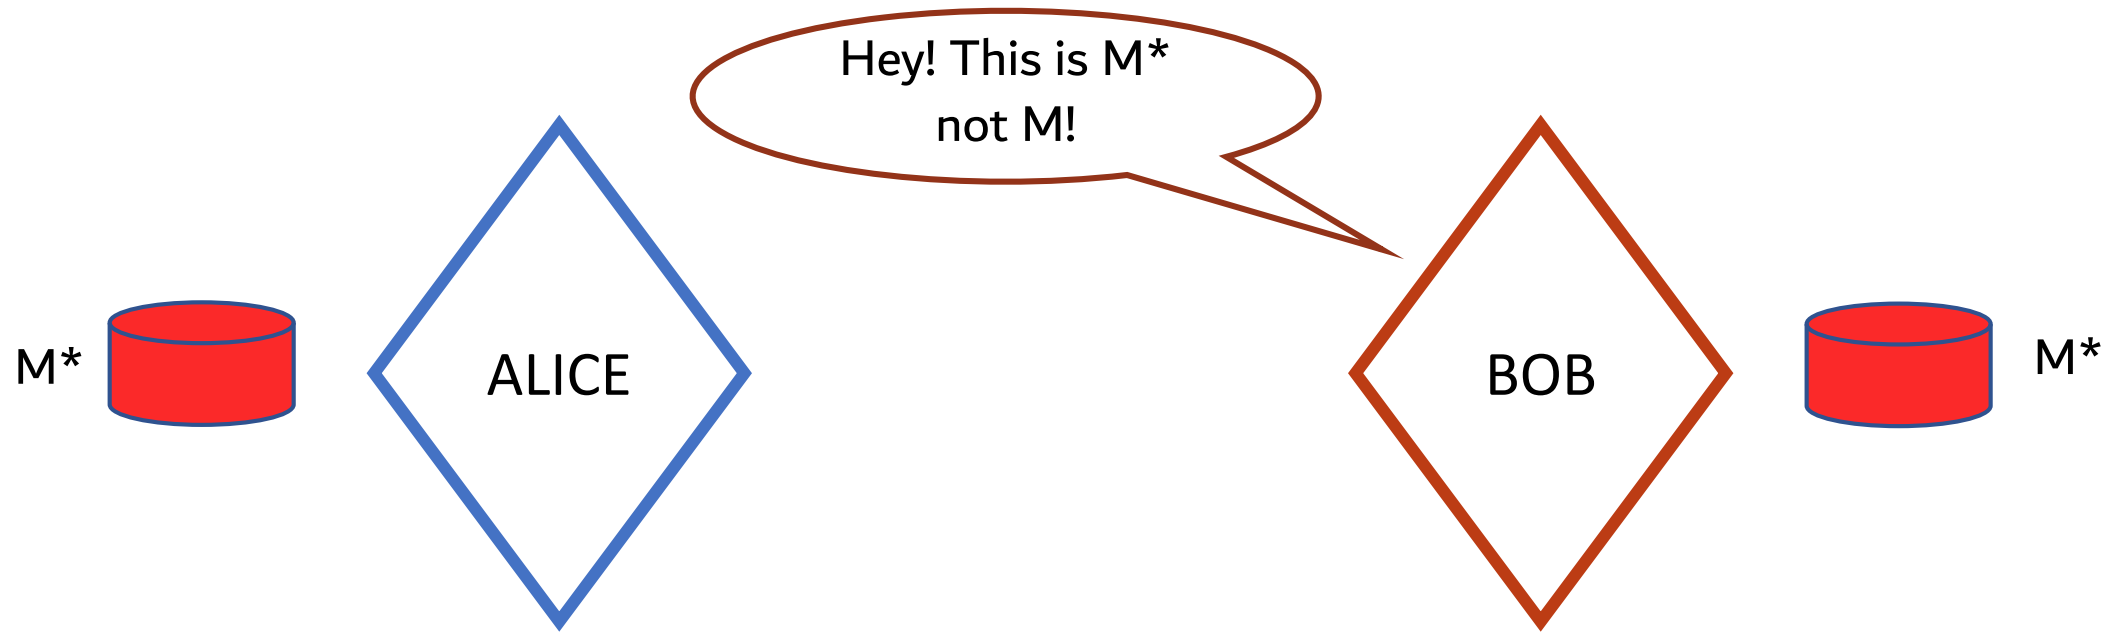 Hey! This is M*
not M!
M*
ALICE
BOB
M*